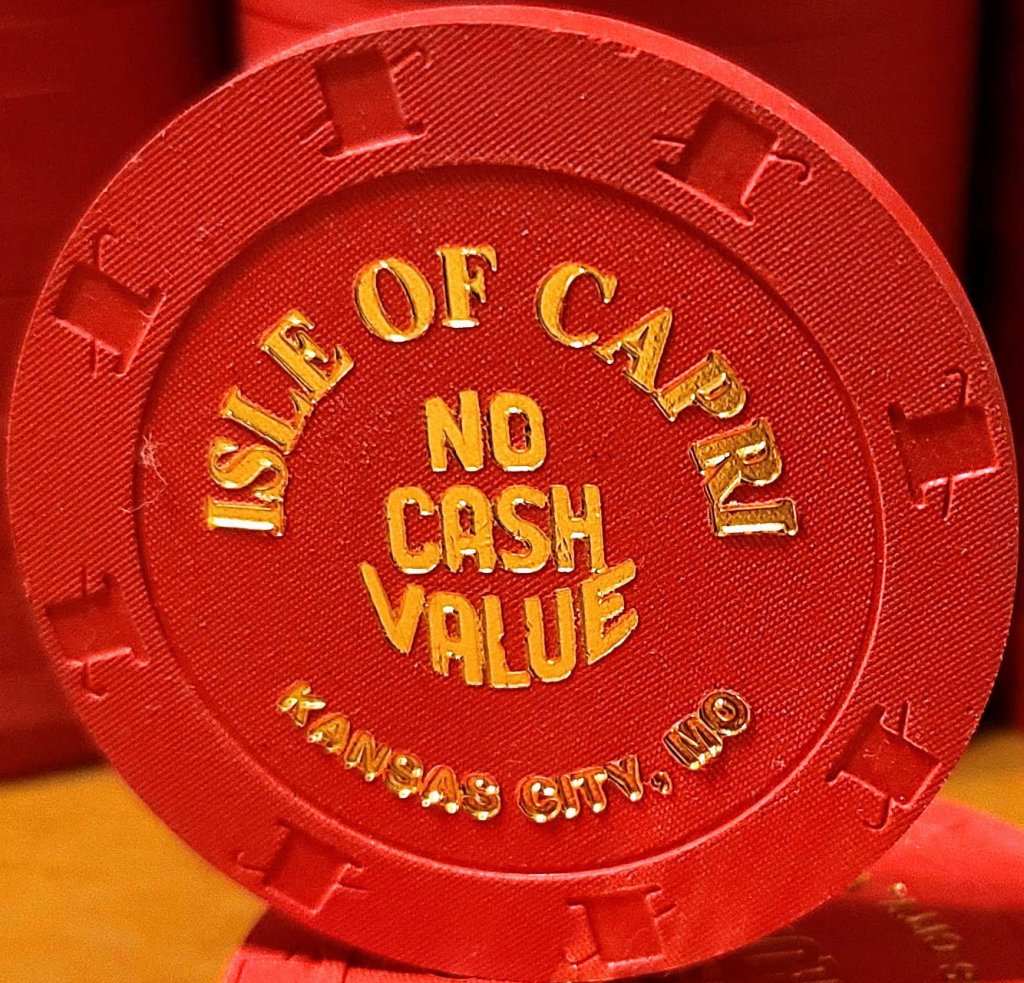 ISLE OF CAPRI
NO
CASH
VALUE
KANSAS CITY, MO